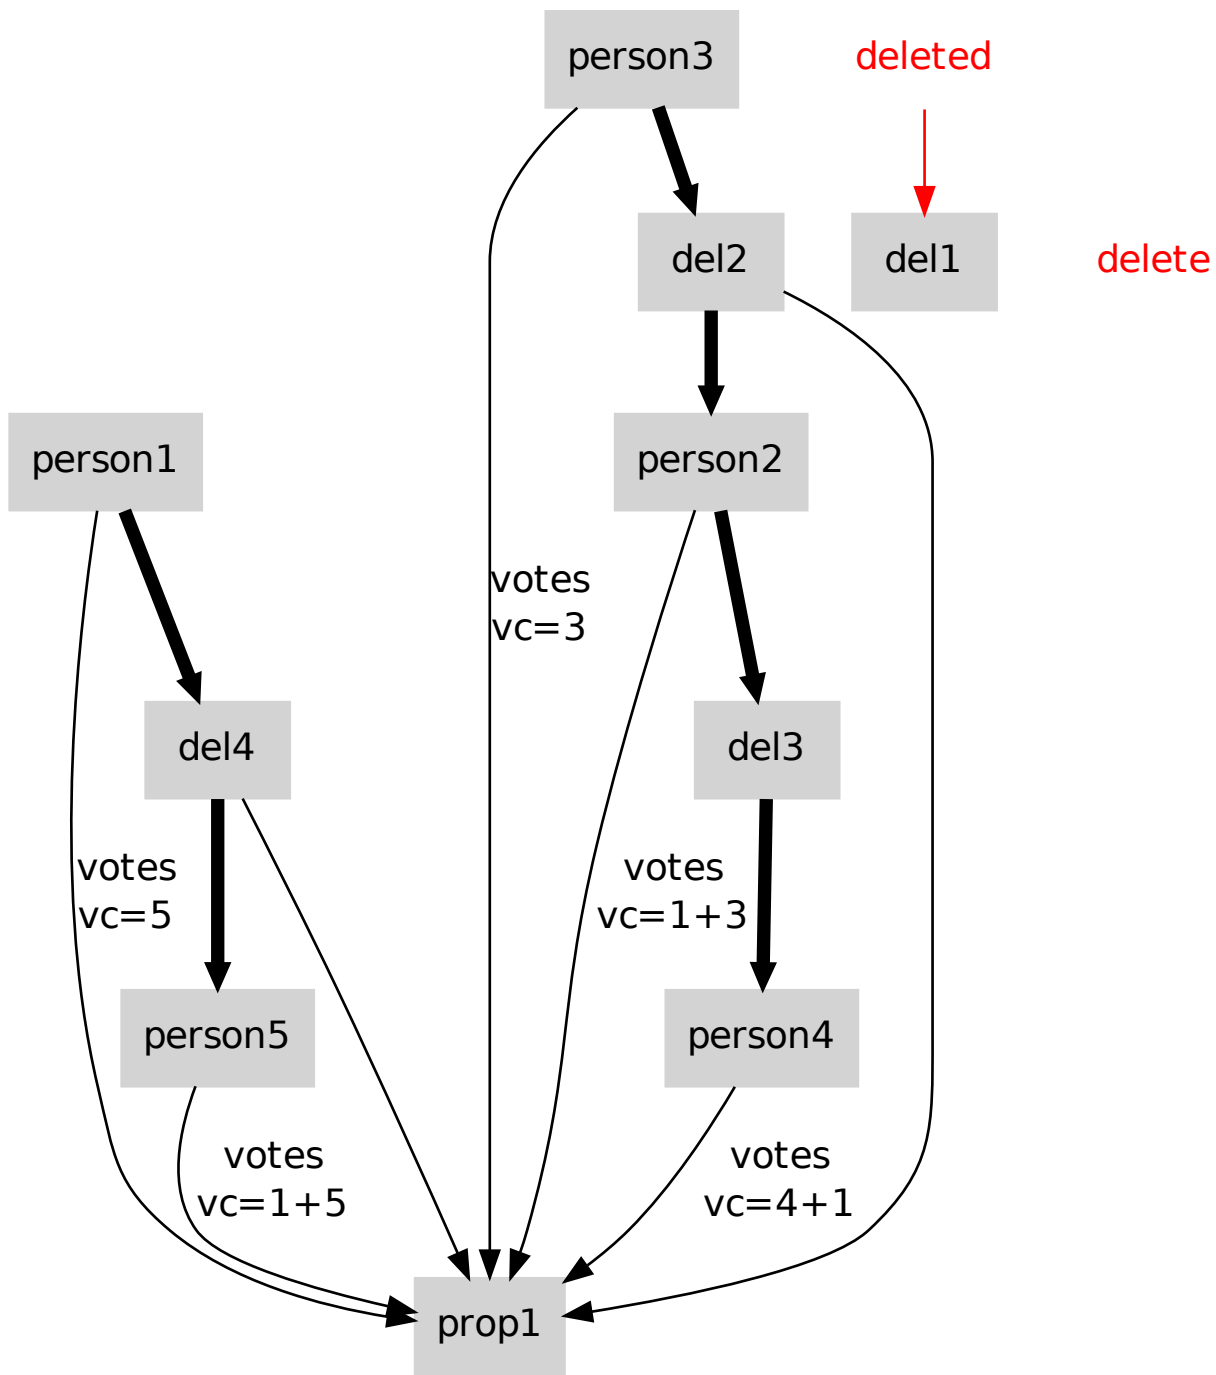 person3
deleted
del2
del1
delete
person1
person2
votes
vc=3
del4
del3
votes
vc=5
votes
vc=1+3
person5
person4
votes
vc=1+5
votes
vc=4+1
prop1